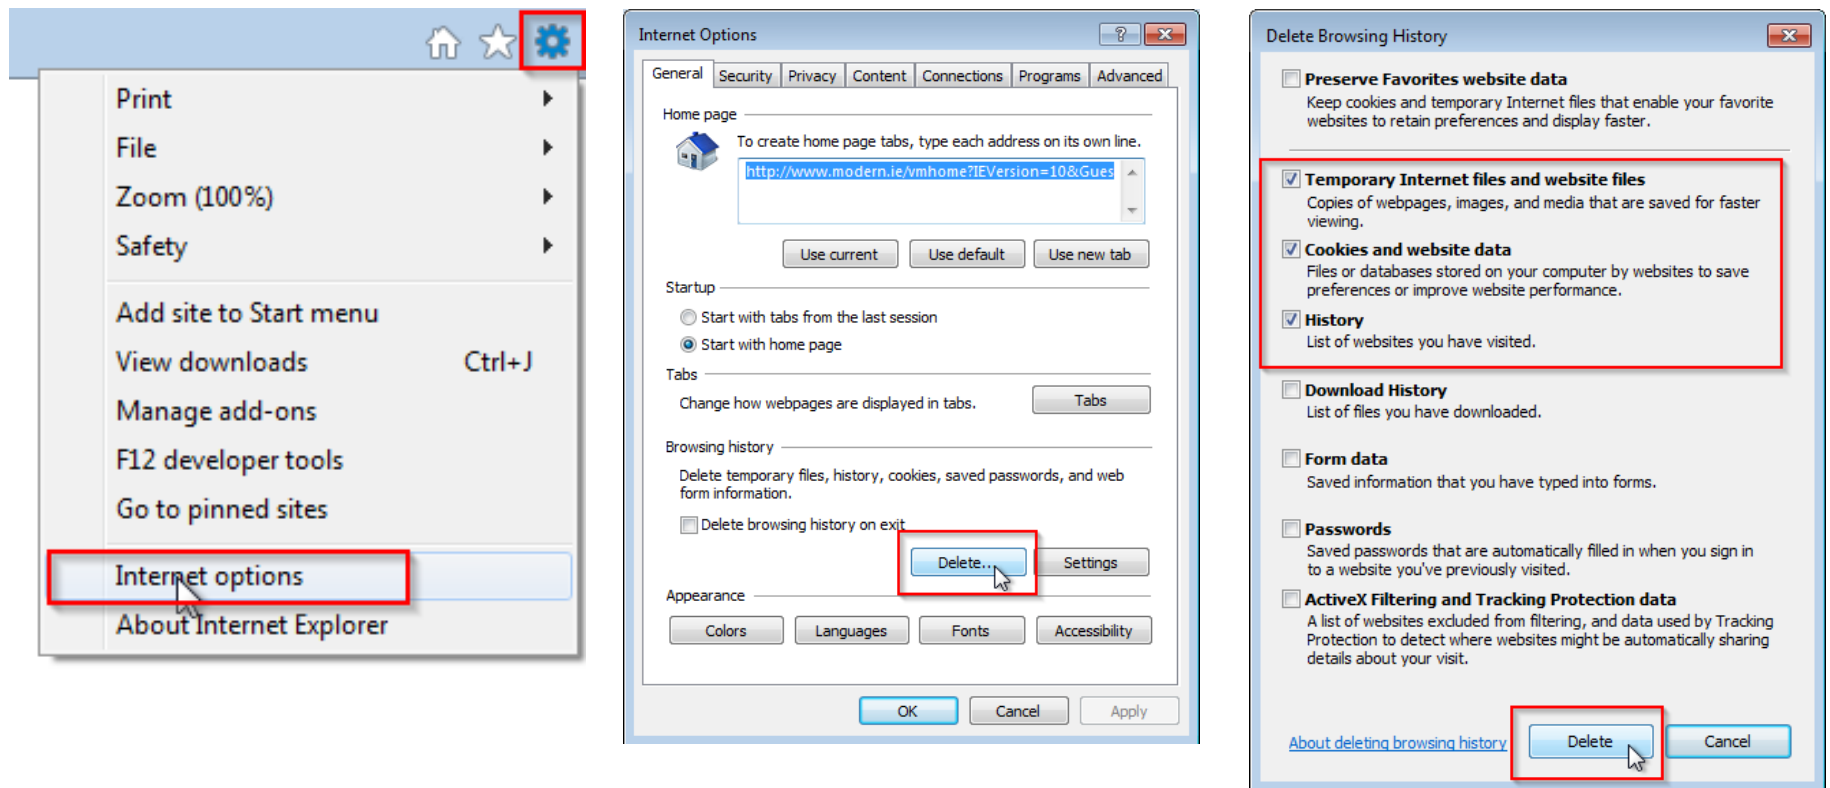 Print
File
Zoom (100%)
Safety
Add site to Start menu
View downloads Ctrl+J
Manage add-ons
F12 developer tools
Go to pinned sites
Internet options
About Internet Explorer
Internet Options
?
General Security Privacy Content Connections Programs Advanced
Home page
To create home page tabs, type each address on its own line.
http://www.modern.ie/vmhome?IEVersion=10&Gues
Use current Use default Use new tab
Startup
Start with tabs from the last session
Start with home page
Tabs
Change how webpages are displayed in tabs. Tabs
Browsing history
Delete temporary files, history, cookies, saved passwords, and web
form information.
Delete browsing history on exit
Delete... Settings
Appearance
Colors Languages Fonts Accessibility
OK Cancel Apply
Delete Browsing History
Preserve Favorites website data
Keep cookies and temporary Internet files that enable your favorite
websites to retain preferences and display faster.
Temporary Internet files and website files
Copies of webpages, images, and media that are saved for faster
viewing.
Cookies and website data
Files or databases stored on your computer by websites to save
preferences or improve website performance.
History
List of websites you have visited.
Download History
List of files you have downloaded.
Form data
Saved information that you have typed into forms.
Passwords
Saved passwords that are automatically filled in when you sign in
to a website you've previously visited.
ActiveX Filtering and Tracking Protection data
A list of websites excluded from filtering, and data used by Tracking
Protection to detect where websites might be automatically sharing
details about your visit.
About deleting browsing history Delete Cancel